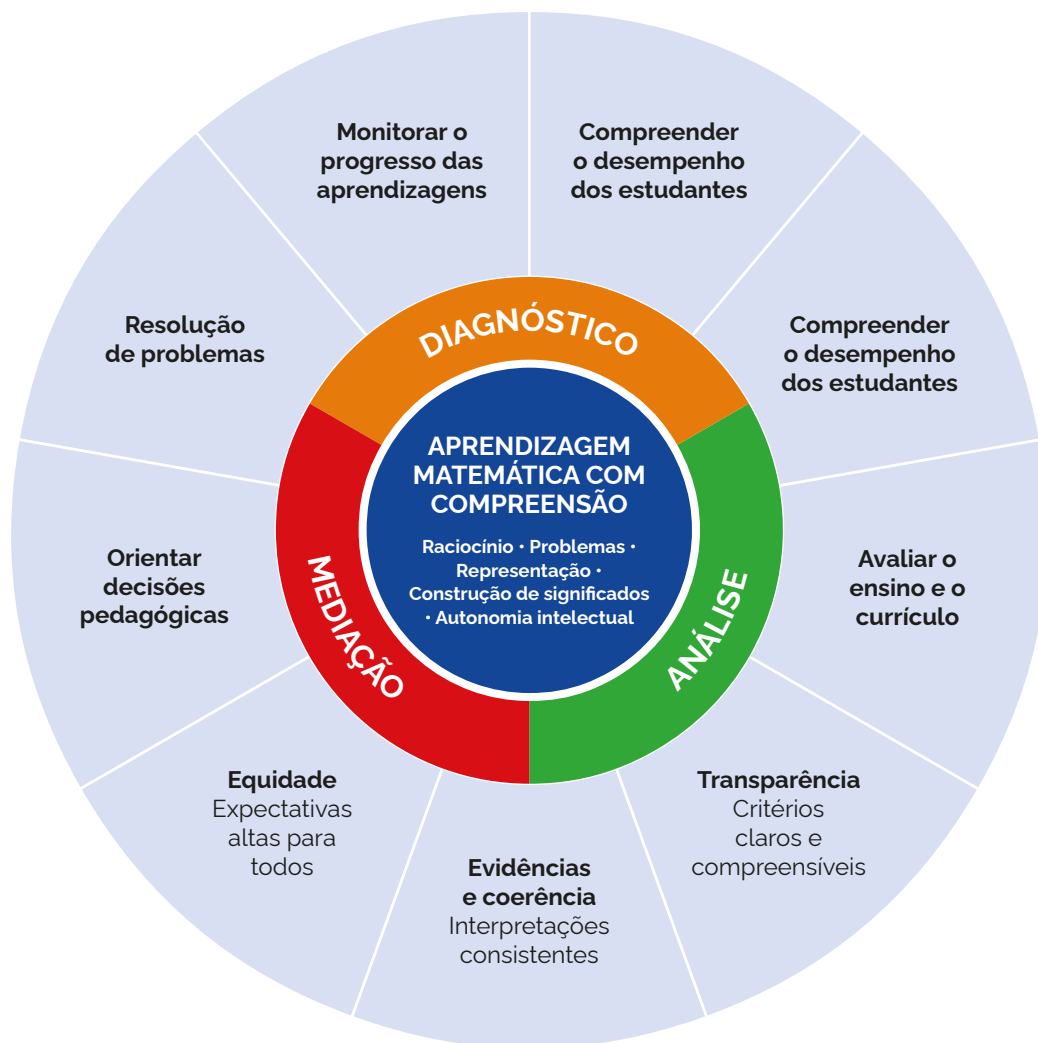 Monitorar o
progresso das
aprendizagens
Compreender
o desempenho
dos estudantes
Resolução
de problemas
Compreender
o desempenho
dos estudantes
DIAGNÓSTICO
APRENDIZAGEM
MATEMÁTICA COM
COMPREENSÃO
Raciocínio • Problemas •
Representação •
Construção de significados
• Autonomia intelectual
MEDIAÇÃO
ANÁLISE
Orientar
decisões
pedagógicas
Avaliar o
ensino e o
currículo
Equidade
Expectativas
altas para
todos
Evidências
e coerência
Interpretações
consistentes
Transparência
Critérios
claros e
compreensíveis